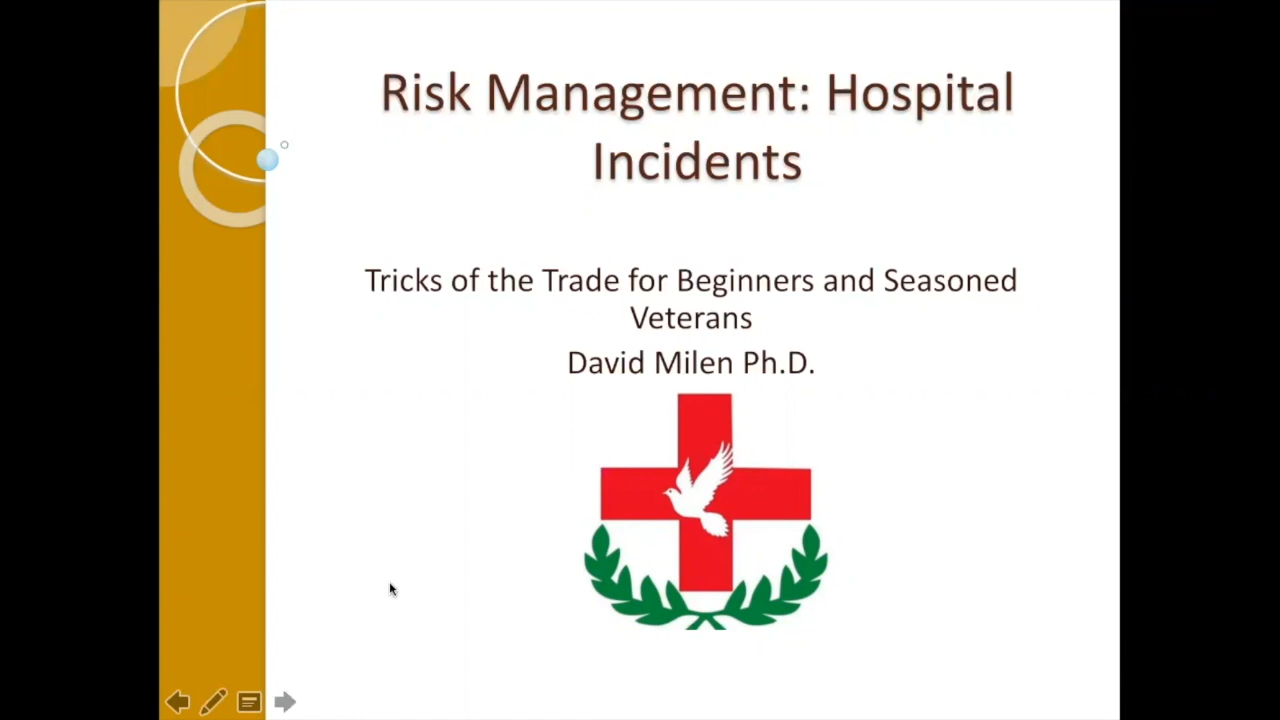 Risk Management: Hospital
Incidents
Tricks of the Trade for Beginners and Seasoned
Veterans
David Milen Ph.D.